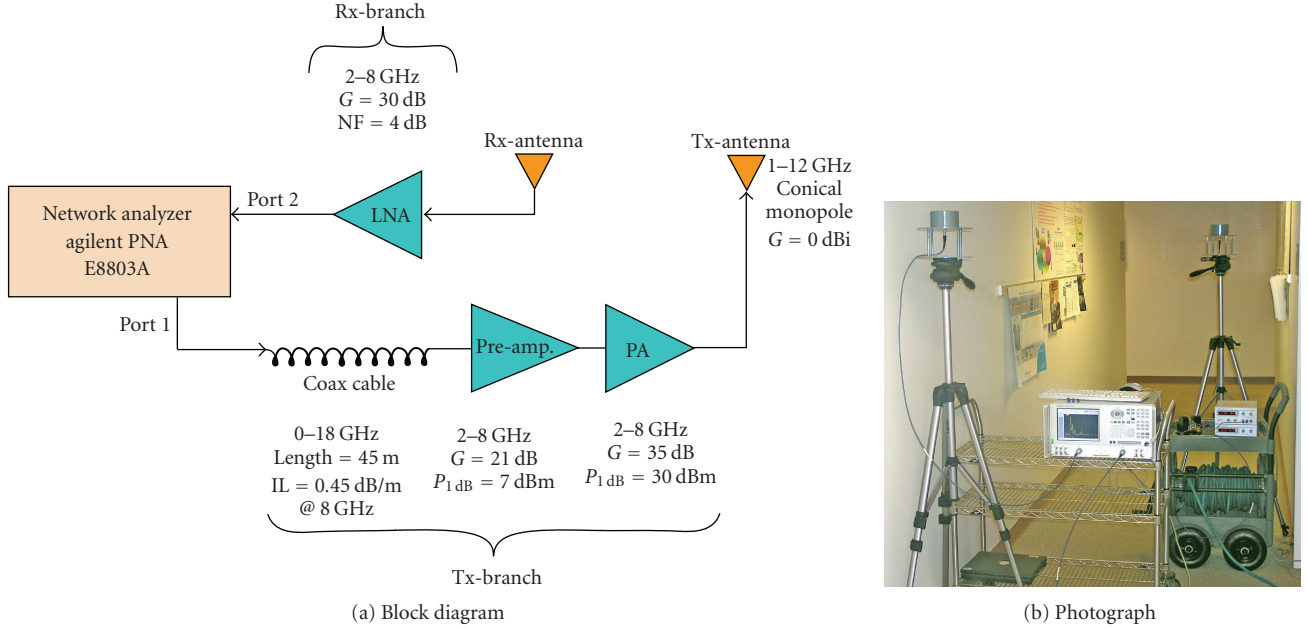 Rx-branch
2–8 GHz
G = 30 dB
NF = 4 dB
Rx-antenna
Tx-antenna
1–12 GHz
Conical
monopole
G = 0 dBi
Network analyzer
agilent PNA
E8803A
Port 2
LNA
Port 1
Coax cable
Pre-amp.
PA
0–18 GHz
Length = 45 m
IL = 0.45 dB/m
@ 8 GHz
2–8 GHz
G = 21 dB
P1 dB = 7 dBm
2–8 GHz
G = 35 dB
P1 dB = 30 dBm
Tx-branch
(a) Block diagram
(b) Photograph